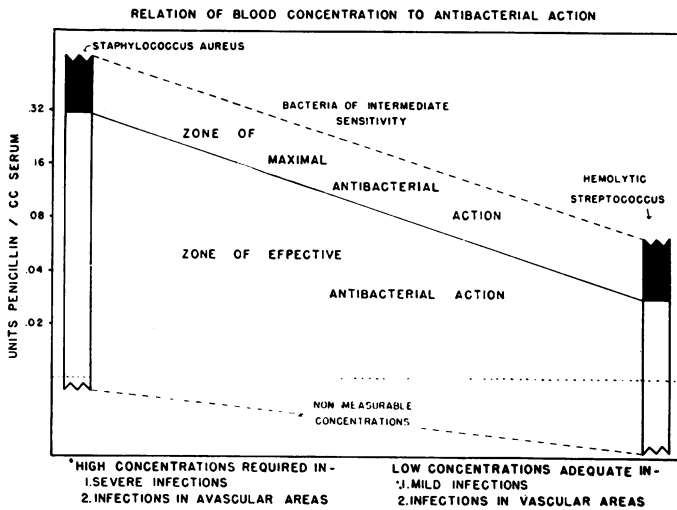 RELATION OF BLOOD CONCENTRATION TO ANTIBACTERIAL ACTION
STAPHYLOCOCCUS AUREUS
BACTERIA OF INTERMEDIATE
SENSITIVITY
ZONE OF
MAXIMAL
ANTIBACTERIAL
ACTION
HEMOLYTIC
STREPTOCOCCUS
ZONE OF EFPECTIVE
ANTIBACTERIAL ACTION
UNITS PENICILLIN / CC SERUM
.32
.16
.08
.04
.02
NON MEASURABLE
CONCENTRATIONS
*HIGH CONCENTRATIONS REQUIRED IN-
1.SEVERE INFECTIONS
2.INFECTIONS IN AVASCULAR AREAS
LOW CONCENTRATIONS ADEQUATE IN-
1.MILD INFECTIONS
2.INFECTIONS IN VASCULAR AREAS